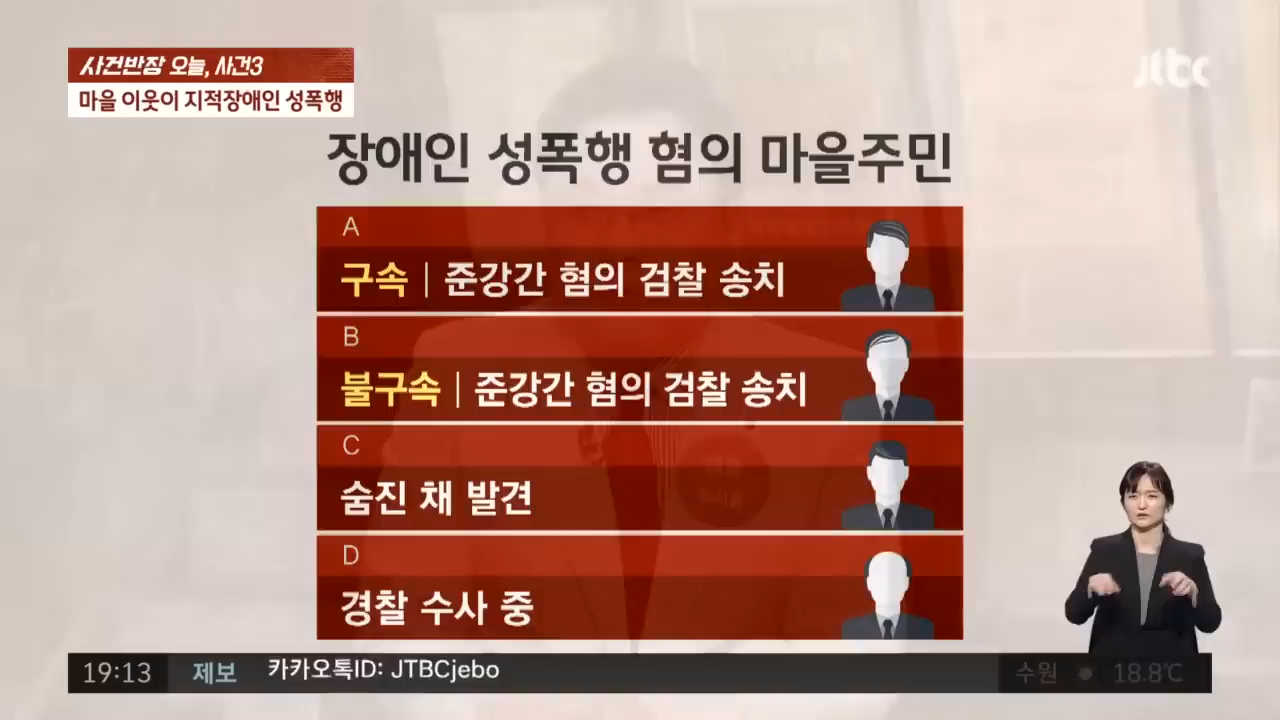 사건반장 오늘, 사건3
jtbc
마을 이웃이 지적장애인 성폭행
장애인 성폭행 혐의 마을주민
A
구속 | 준강간 혐의 검찰 송치
B
불구속 | 준강간 혐의 검찰 송치
C
숨진 채 발견
D
경찰 수사 중
19:13 제보 카카오톡ID: JTBCjebo 수원 18.8℃